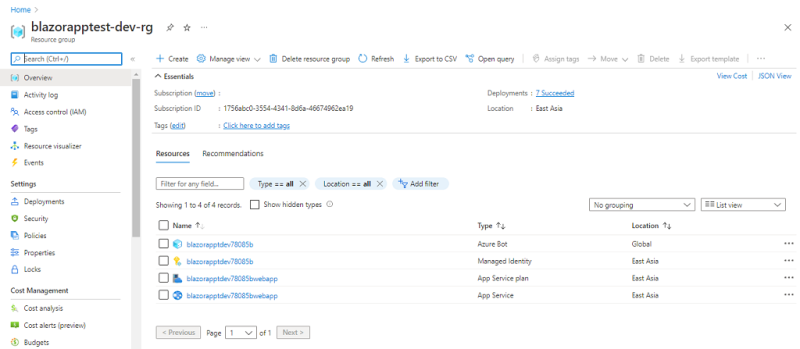 Home >
blazorapptest-dev-rg
Resource group
Search (Ctrl+/)
Overview
Activity log
Access control (IAM)
Tags
Resource visualizer
Events
Settings
Deployments
Security
Policies
Properties
Locks
Cost Management
Cost analysis
Cost alerts (preview)
Budgets
Create Manage view Delete resource group Refresh Export to CSV Open query Assign tags Move Delete Export template
Essentials
View Cost JSON View
Subscription (move) : Deployments : 7 Succeeded
Subscription ID : 1756abc0-3554-4341-8d6a-46674962ea19 Location : East Asia
Tags (edit) : Click here to add tags
Resources Recommendations
Filter for any field... Type == all Location == all Add filter
Showing 1 to 4 of 4 records. Show hidden types No grouping List view
Name Type Location
blazorapptdev78085b Azure Bot Global
blazorapptdev78085b Managed Identity East Asia
blazorapptdev78085bwebapp App Service plan East Asia
blazorapptdev78085bwebapp App Service East Asia
< Previous Page 1 of 1 Next >